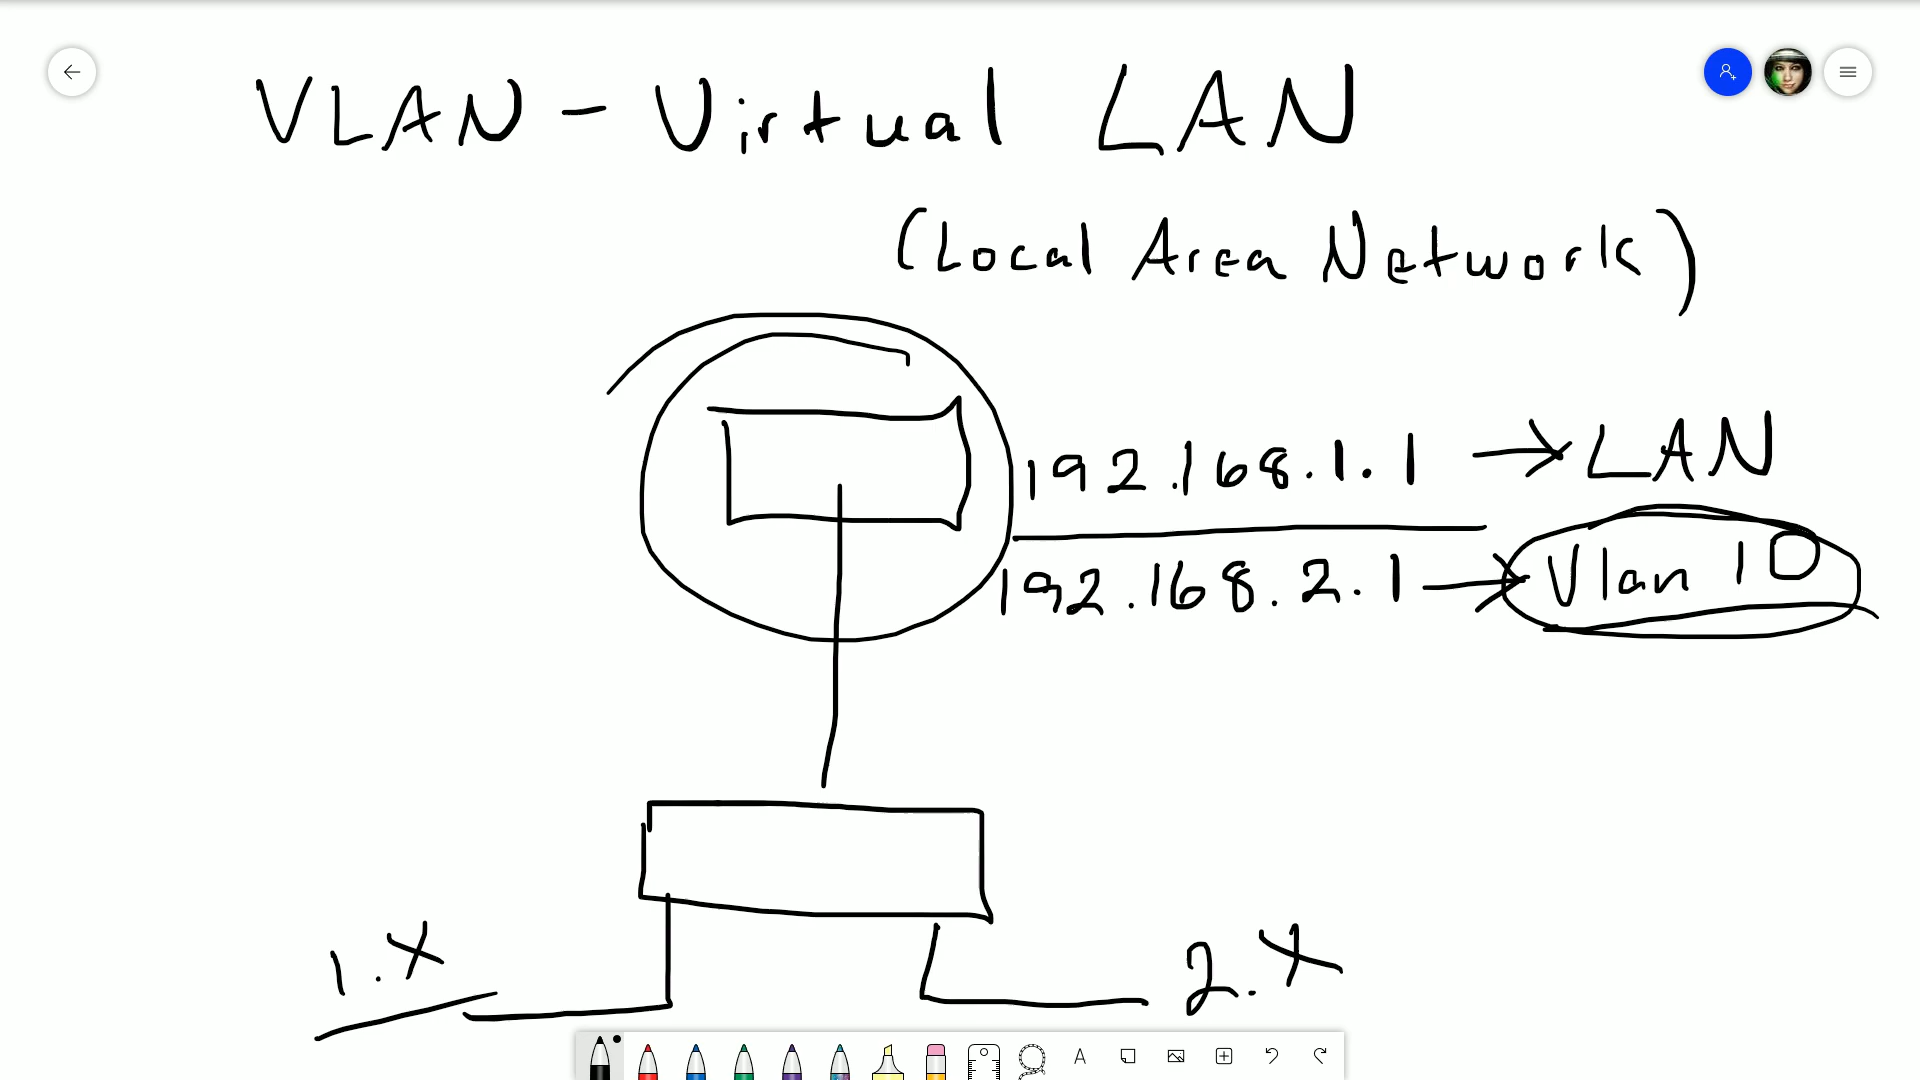 VLAN - Virtual LAN
(Local Area Network)
192.168.1.1 → LAN
192.168.2.1 → Vlan 10
1.X
2.X
A